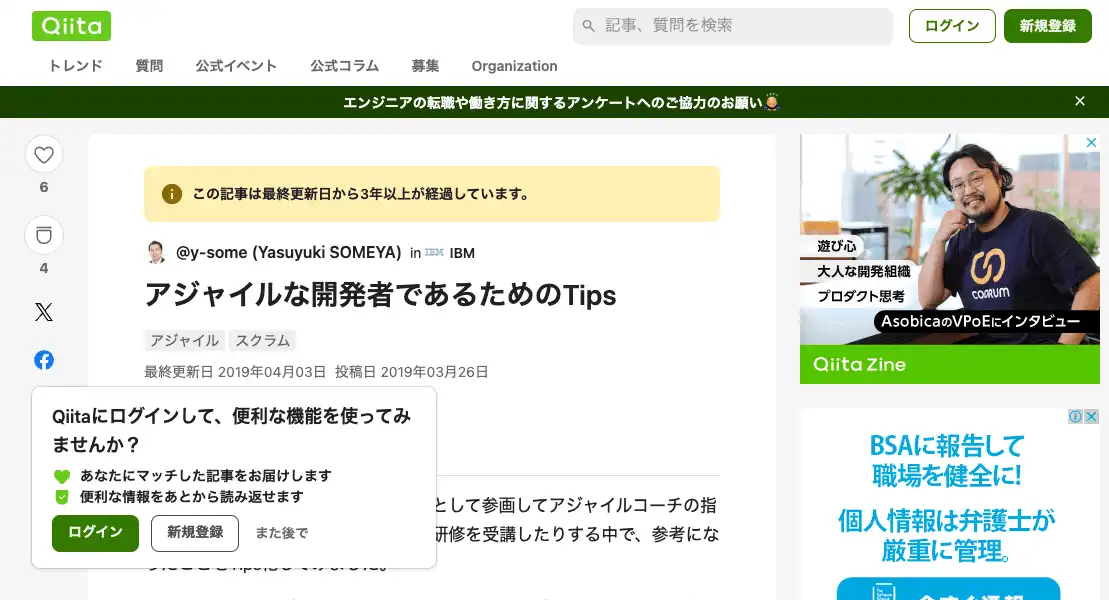 Qiita
記事、質問を検索
ログイン
新規登録
トレンド 質問 公式イベント 公式コラム 募集 Organization
エンジニアの転職や働き方に関するアンケートへのご協力のお願い
6
4
この記事は最終更新日から3年以上が経過しています。
@y-some (Yasuyuki SOMEYA) in IBM IBM
アジャイルな開発者であるためのTips
アジャイル スクラム
最終更新日 2019年04月03日 投稿日 2019年03月26日
Qiitaにログインして、便利な機能を使ってみ
ませんか？
あなたにマッチした記事をお届けします
便利な情報をあとから読み返せます
ログイン 新規登録 また後で
として参画してアジャイルコーチの指
研修を受講したりする中で、参考にな
遊び心
大人な開発組織
プロダクト思考
COORUM
AsobicaのVPoEにインタビュー
Qiita Zine
BSAに報告して
職場を健全に!
個人情報は弁護士が
厳重に管理。